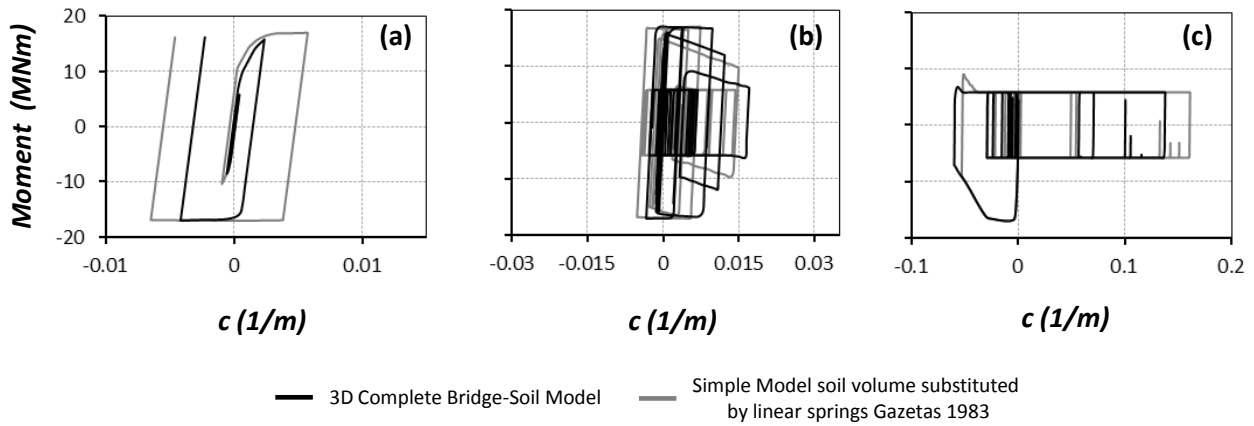 20
10
0
-10
-20
Moment (MNm)
(a)
(b)
(c)
-0.01
0
0.01
-0.03
-0.015
0
0.015
0.03
-0.1
0
0.1
0.2
c (1/m)
c (1/m)
c (1/m)
3D Complete Bridge-Soil Model
Simple Model soil volume substituted
by linear springs Gazetas 1983